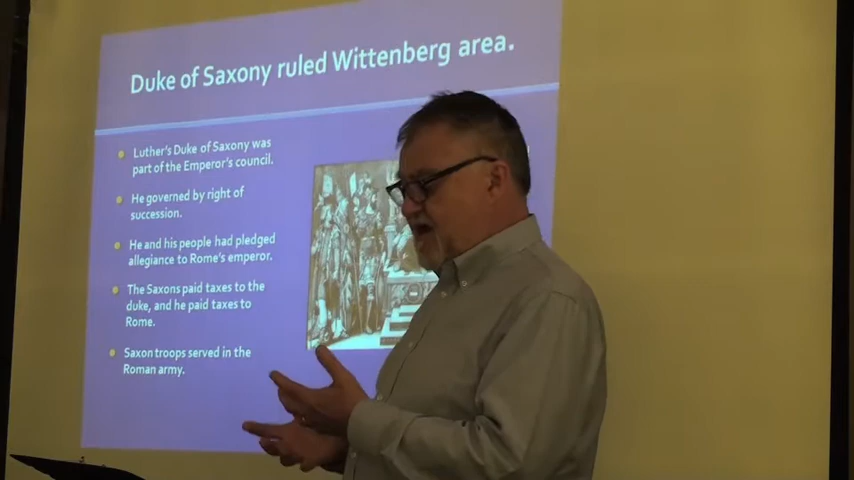 Duke of Saxony ruled Wittenberg area.
Luther's Duke of Saxony was
part of the Emperor's council.
He governed by right of
succession.
He and his people had pledged
allegiance to Rome's emperor.
The Saxons paid taxes to the
duke, and he paid taxes to
Rome.
Saxon troops served in the
Roman army.